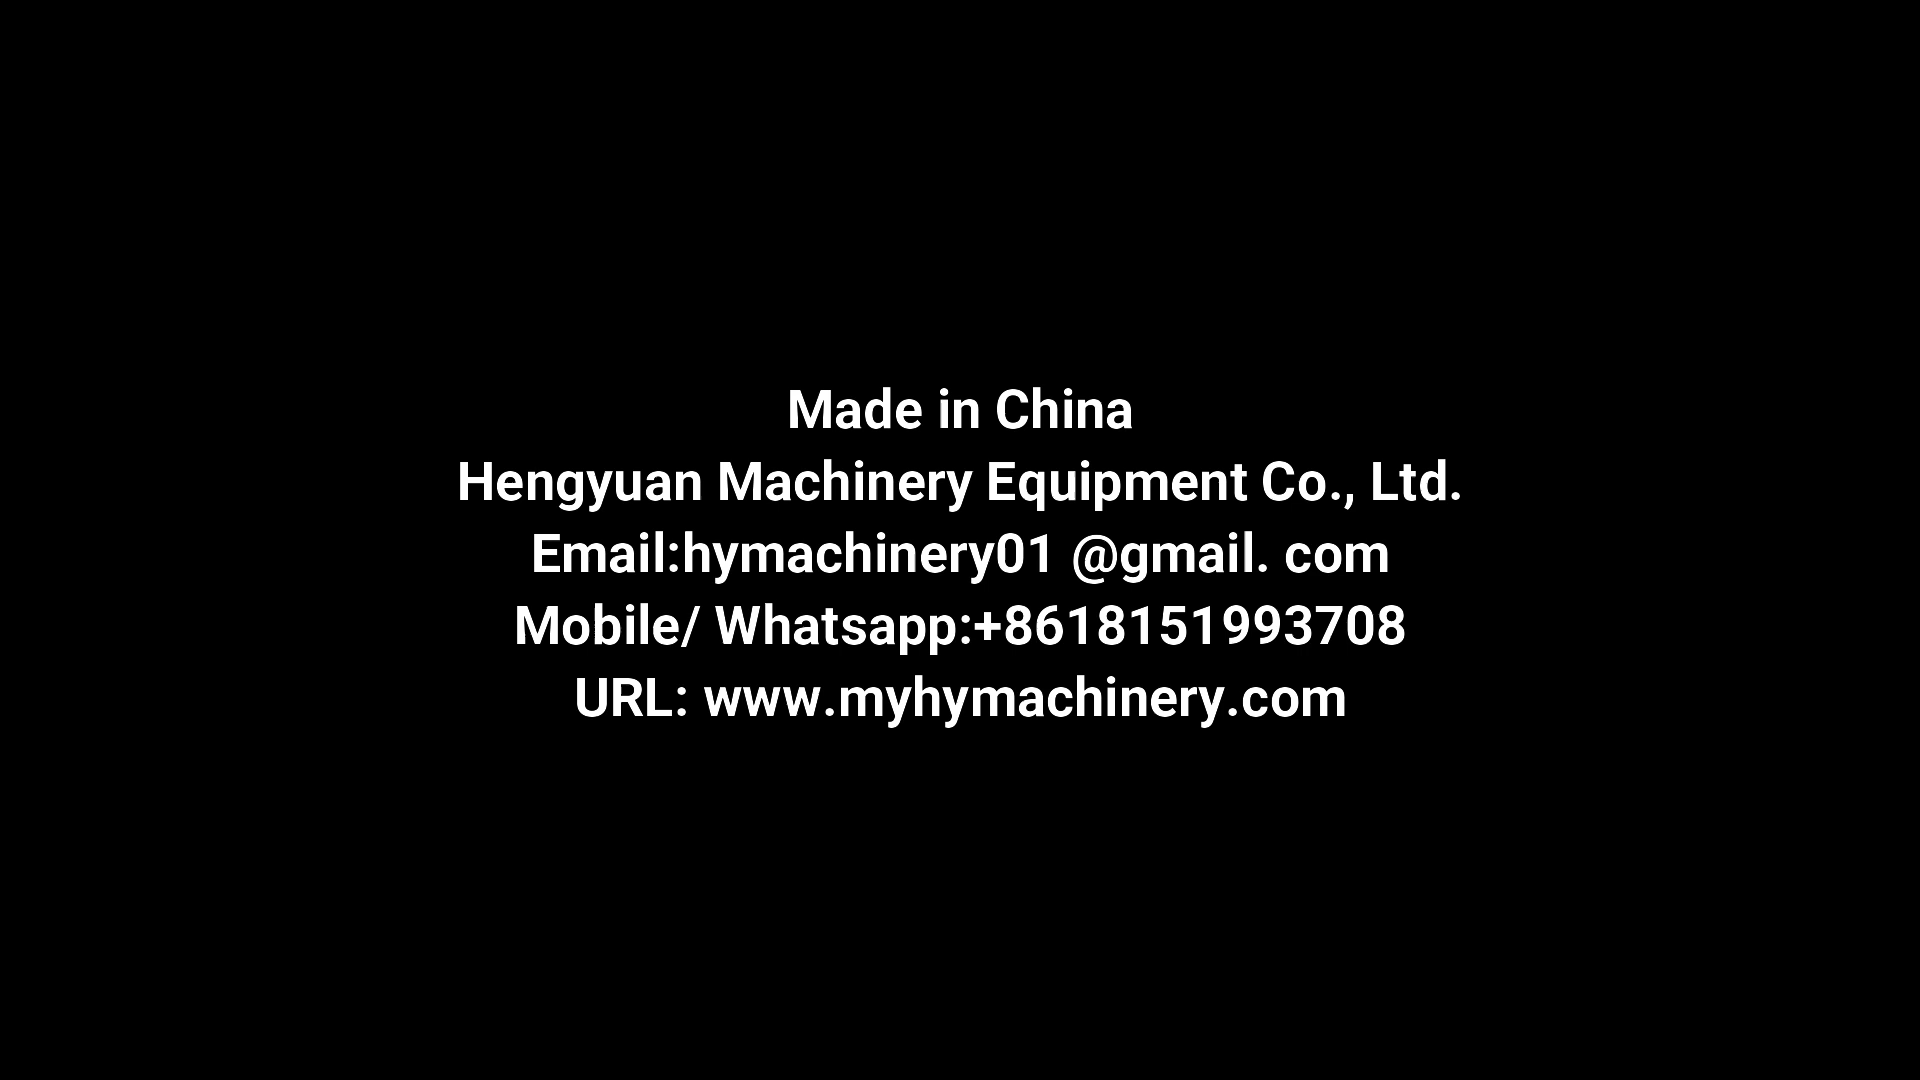 Made in China
Hengyuan Machinery Equipment Co., Ltd.
Email:hymachinery01 @gmail. com
Mobile/ Whatsapp:+8618151993708
URL: www.myhymachinery.com